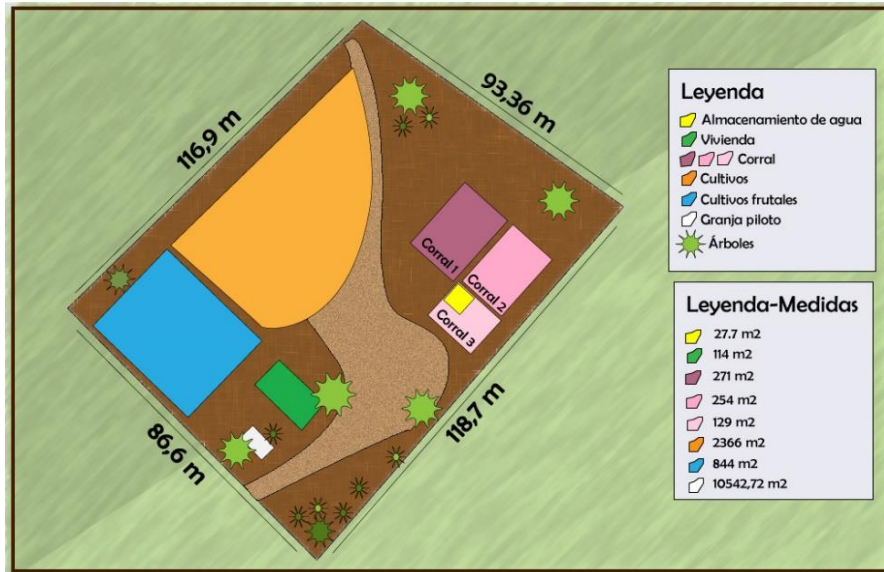 116,9 m
93,36 m
86,6 m
118,7 m
Corral 1
Corral 2
Corral 3
Leyenda
Almacenamiento de agua
Vivienda
Corral
Cultivos
Cultivos frutales
Granja piloto
Árboles
Leyenda-Medidas
27.7 m2
114 m2
271 m2
254 m2
129 m2
2366 m2
844 m2
10542,72 m2